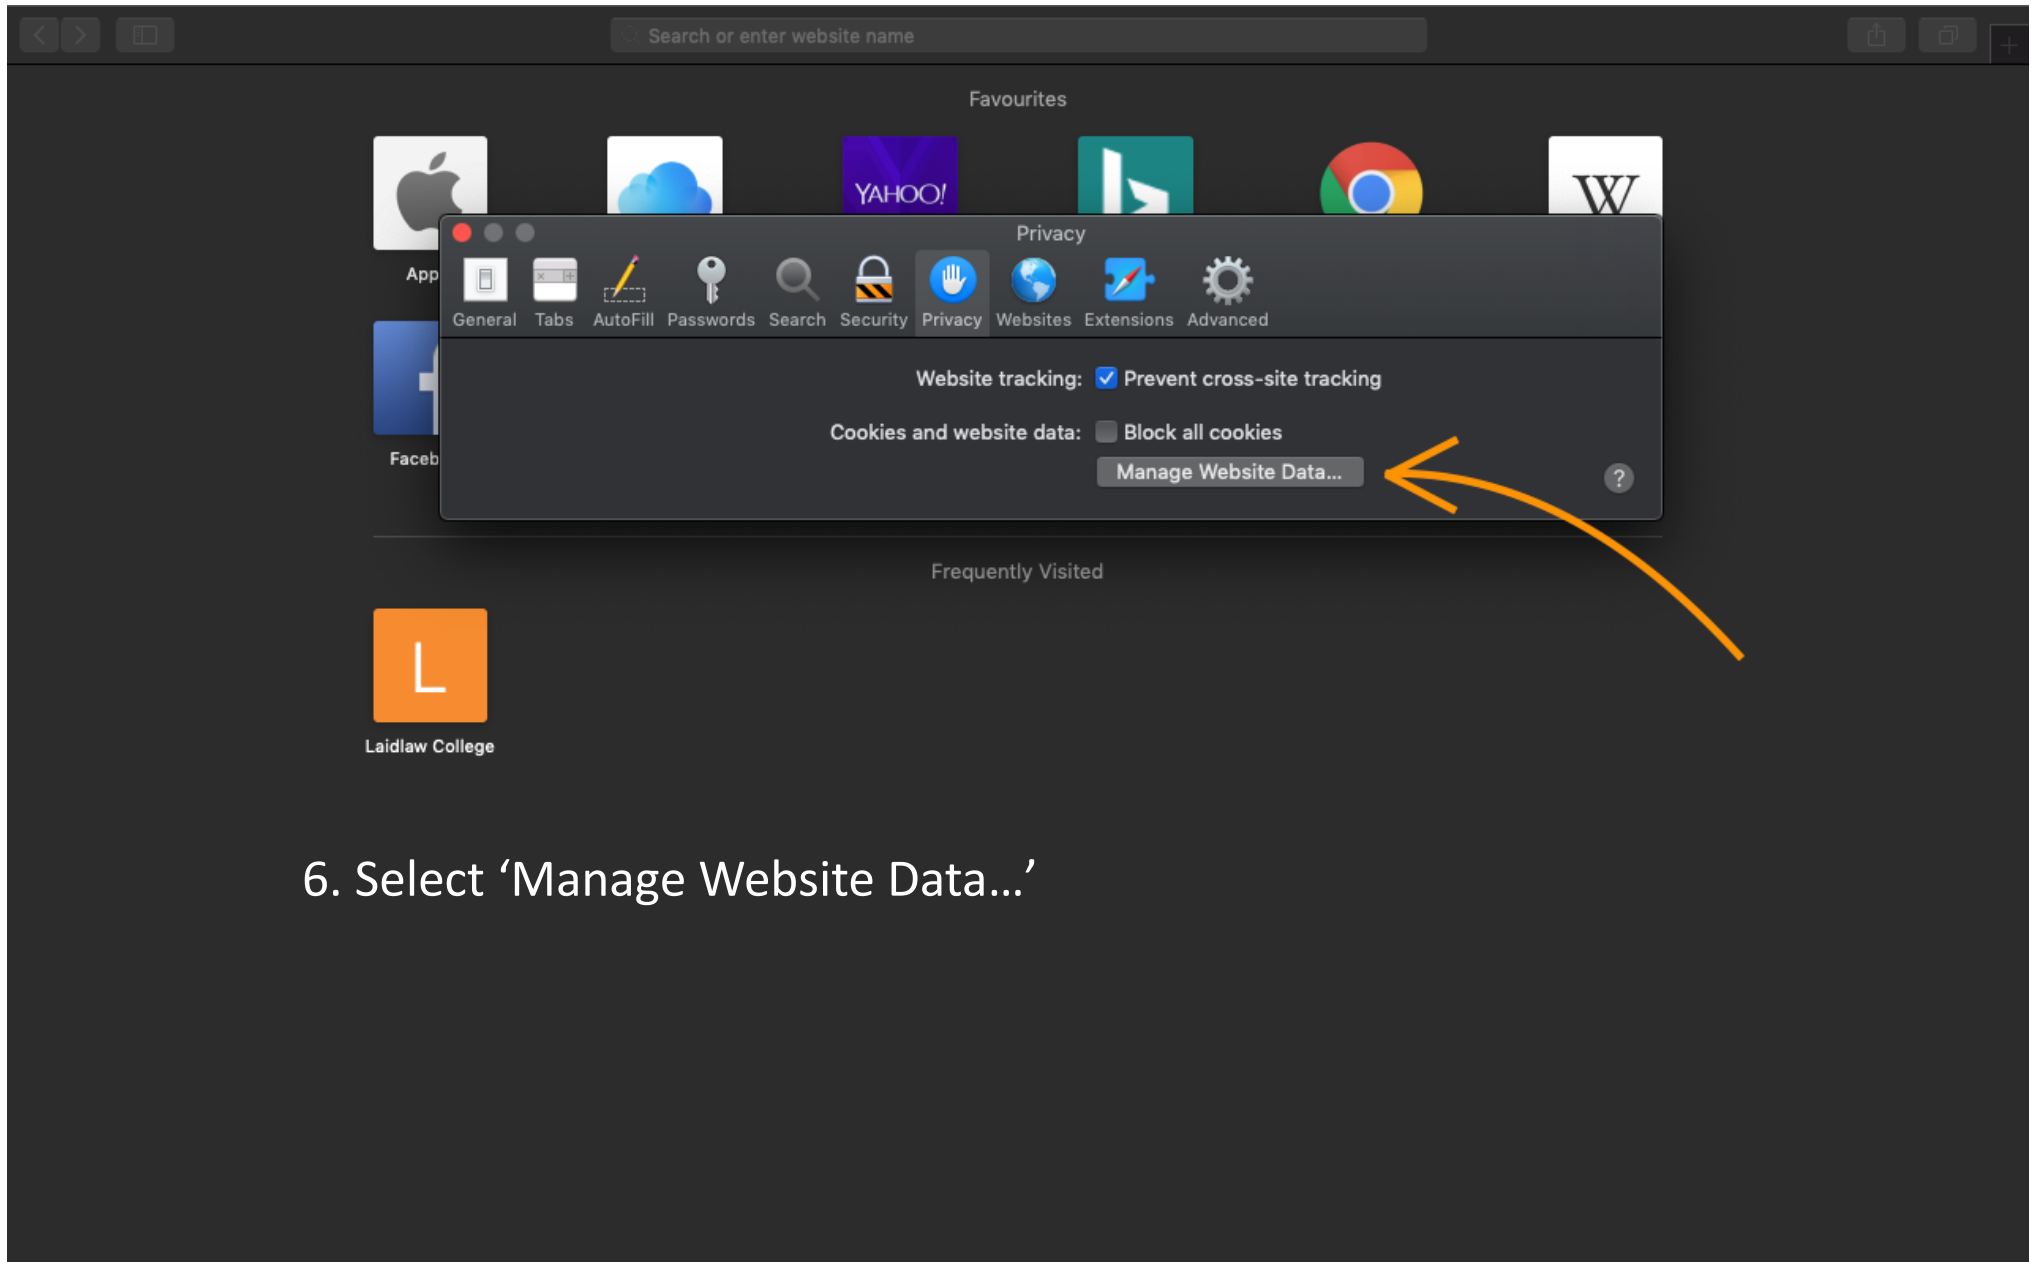 Search or enter website name
Favourites
YAHOO!
W
App
Privacy
General Tabs AutoFill Passwords Search Security Privacy Websites Extensions Advanced
Website tracking: Prevent cross-site tracking
Cookies and website data: Block all cookies
Faceb
Manage Website Data...
?
Frequently Visited
L
Laidlaw College
6. Select ‘Manage Website Data…’